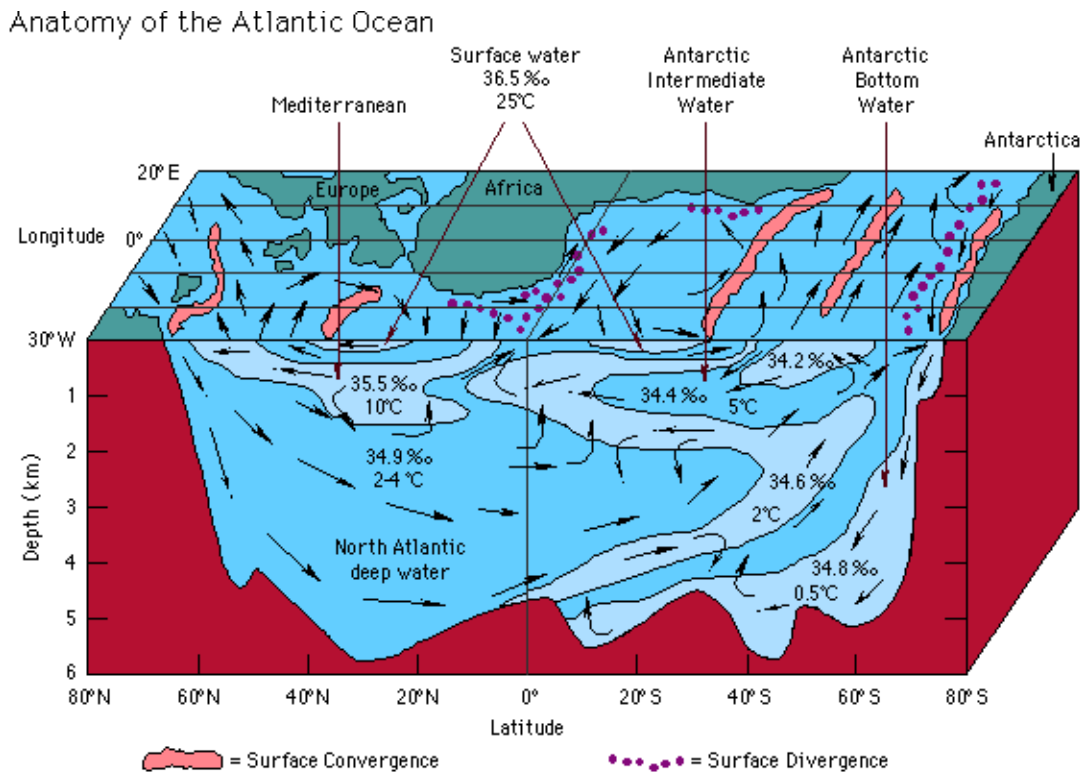 Anatomy of the Atlantic Ocean
Surface water
36.5 ‰
25°C
Mediterranean
Antarctic
Intermediate
Water
Antarctic
Bottom
Water
Antarctica
20° E
Europe
Africa
Longitude
0°
30° W
35.5 ‰
10°C
34.2 ‰
34.4 ‰
5°C
34.9 ‰
2-4 °C
34.6 ‰
2°C
North Atlantic
deep water
34.8 ‰
0.5°C
Depth (km)
1
2
3
4
5
6
80°N
60°N
40°N
20°N
0°
20°S
40°S
60°S
80°S
Latitude
= Surface Convergence
= Surface Divergence